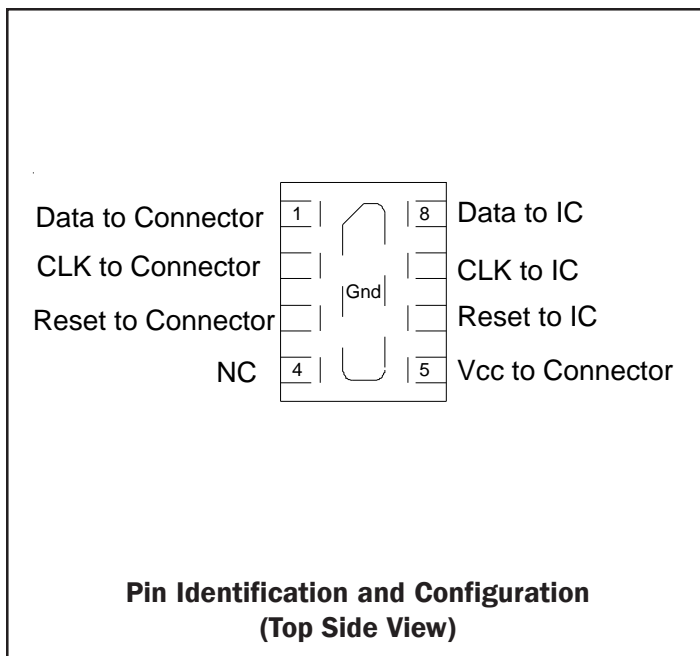 Data to Connector 1 8 Data to IC
CLK to Connector CLK to IC
Gnd
Reset to Connector Reset to IC
NC 4 5 Vcc to Connector
Pin Identification and Configuration
(Top Side View)